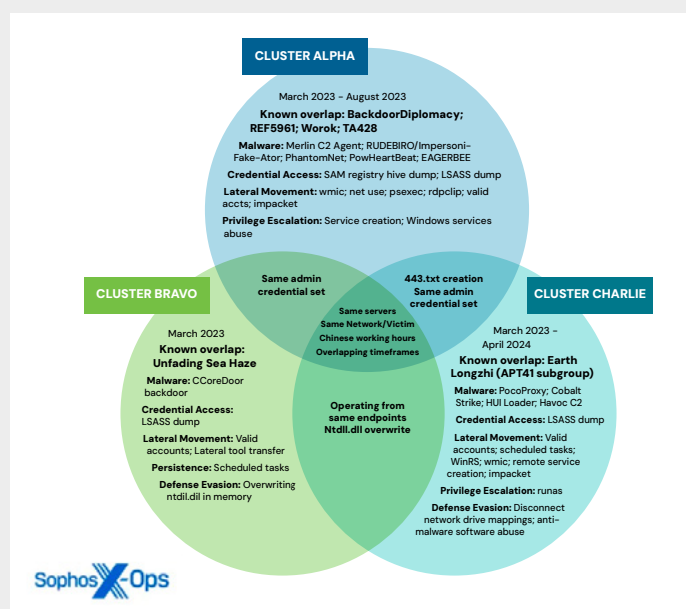 CLUSTER ALPHA
March 2023 - August 2023
Known overlap: BackdoorDiplomacy;
REF5961; Worok; TA428
Malware: Merlin C2 Agent; RUDEBIRO/Impersoni-
Fake-Ator; PhantomNet; PowHeartBeat; EAGERBEE
Credential Access: SAM registry hive dump; LSASS dump
Lateral Movement: wmic; net use; psexec; rdpclip; valid
accts; impacket
Privilege Escalation: Service creation; Windows services
abuse
Same admin
credential set
443.txt creation
Same admin
credential set
Same servers
Same Network/Victim
Chinese working hours
Overlapping timeframes
CLUSTER BRAVO
March 2023
Known overlap:
Unfading Sea Haze
Malware: CCoreDoor
backdoor
Credential Access:
LSASS dump
Lateral Movement: Valid
accounts; Lateral tool transfer
Persistence: Scheduled tasks
Defense Evasion: Overwriting
ntdil.dil in memory
Operating from
same endpoints
Ntdll.dll overwrite
CLUSTER CHARLIE
March 2023 -
April 2024
Known overlap: Earth
Longzhi (APT41 subgroup)
Malware: PocoProxy; Cobalt
Strike; HUI Loader; Havoc C2
Credential Access: LSASS dump
Lateral Movement: Valid
accounts; scheduled tasks;
WinRS; wmic; remote service
creation; impacket
Privilege Escalation: runas
Defense Evasion: Disconnect
network drive mappings; anti-
malware software abuse
Sophos X-Ops